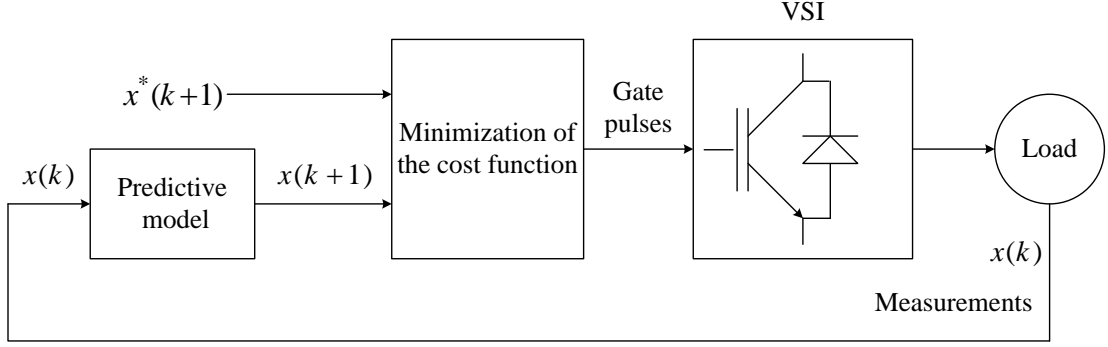 VSI
x*(k+1)
Gate
pulses
Minimization of
the cost function
Load
x(k)
Predictive
model
x(k+1)
x(k)
Measurements